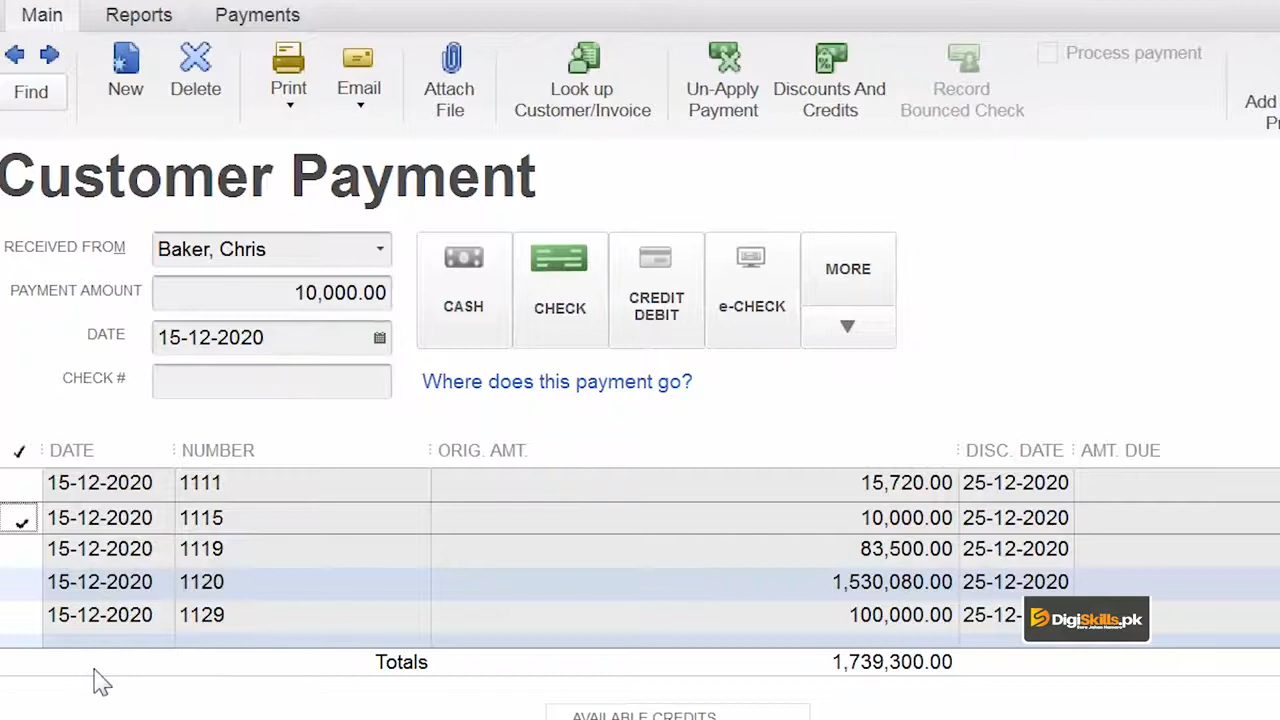 Main Reports Payments
Find
New
Delete
Print
Email
Attach
File
Look up
Customer/Invoice
Un-Apply
Payment
Discounts And
Credits
Record
Bounced Check
Process payment
Add
Customer Payment
RECEIVED FROM Baker, Chris
PAYMENT AMOUNT 10,000.00
DATE 15-12-2020
CHECK #
CASH
CHECK
CREDIT
DEBIT
e-CHECK
MORE
Where does this payment go?
DATE NUMBER ORIG. AMT. DISC. DATE AMT. DUE
15-12-2020 1111 15,720.00 25-12-2020
15-12-2020 1115 10,000.00 25-12-2020
15-12-2020 1119 83,500.00 25-12-2020
15-12-2020 1120 1,530,080.00 25-12-2020
15-12-2020 1129 100,000.00 25-12-
DigiSkills.pk
Totals 1,739,300.00
AVAILABLE CREDITS